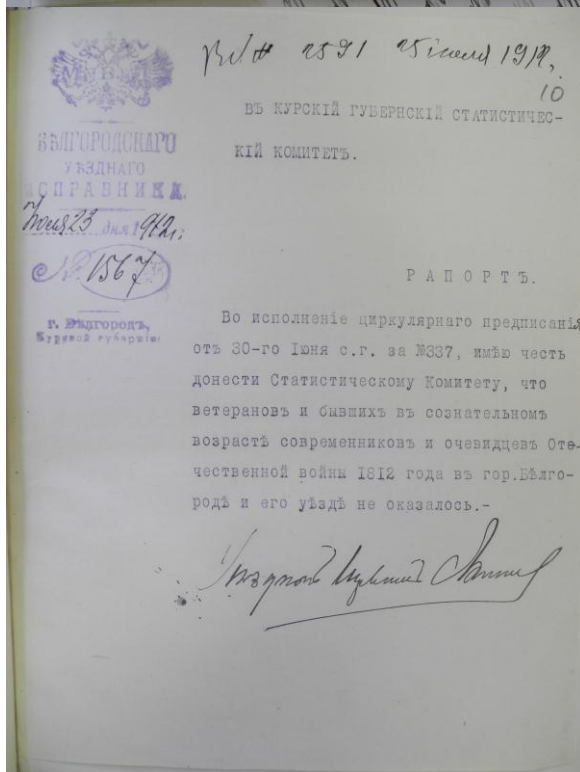 Вх. № 2591 25 июля 1912 г.
10
ВЪ КУРСКІЙ ГУБЕРНСКІЙ СТАТИСТИЧЕС-
КІЙ КОМИТЕТЪ.
М В Д
БѢЛГОРОДСКАГО
УѢЗДНАГО
ИСПРАВНИКА.
Июля 23 дня 1912 г.
№ 1567
г. Бѣлгородъ,
Курской губерніи
РАПОРТЪ.
Во исполненіе циркулярнаго предписанія
отъ 30-го Іюня с.г. за №337, имѣю честь
донести Статистическому Комитету, что
ветерановъ и бывшихъ въ сознательномъ
возрастѣ современниковъ и очевидцевъ Оте-
чественной войны 1812 года въ гор.Бѣлго-
родѣ и его уѣздѣ не оказалось.-